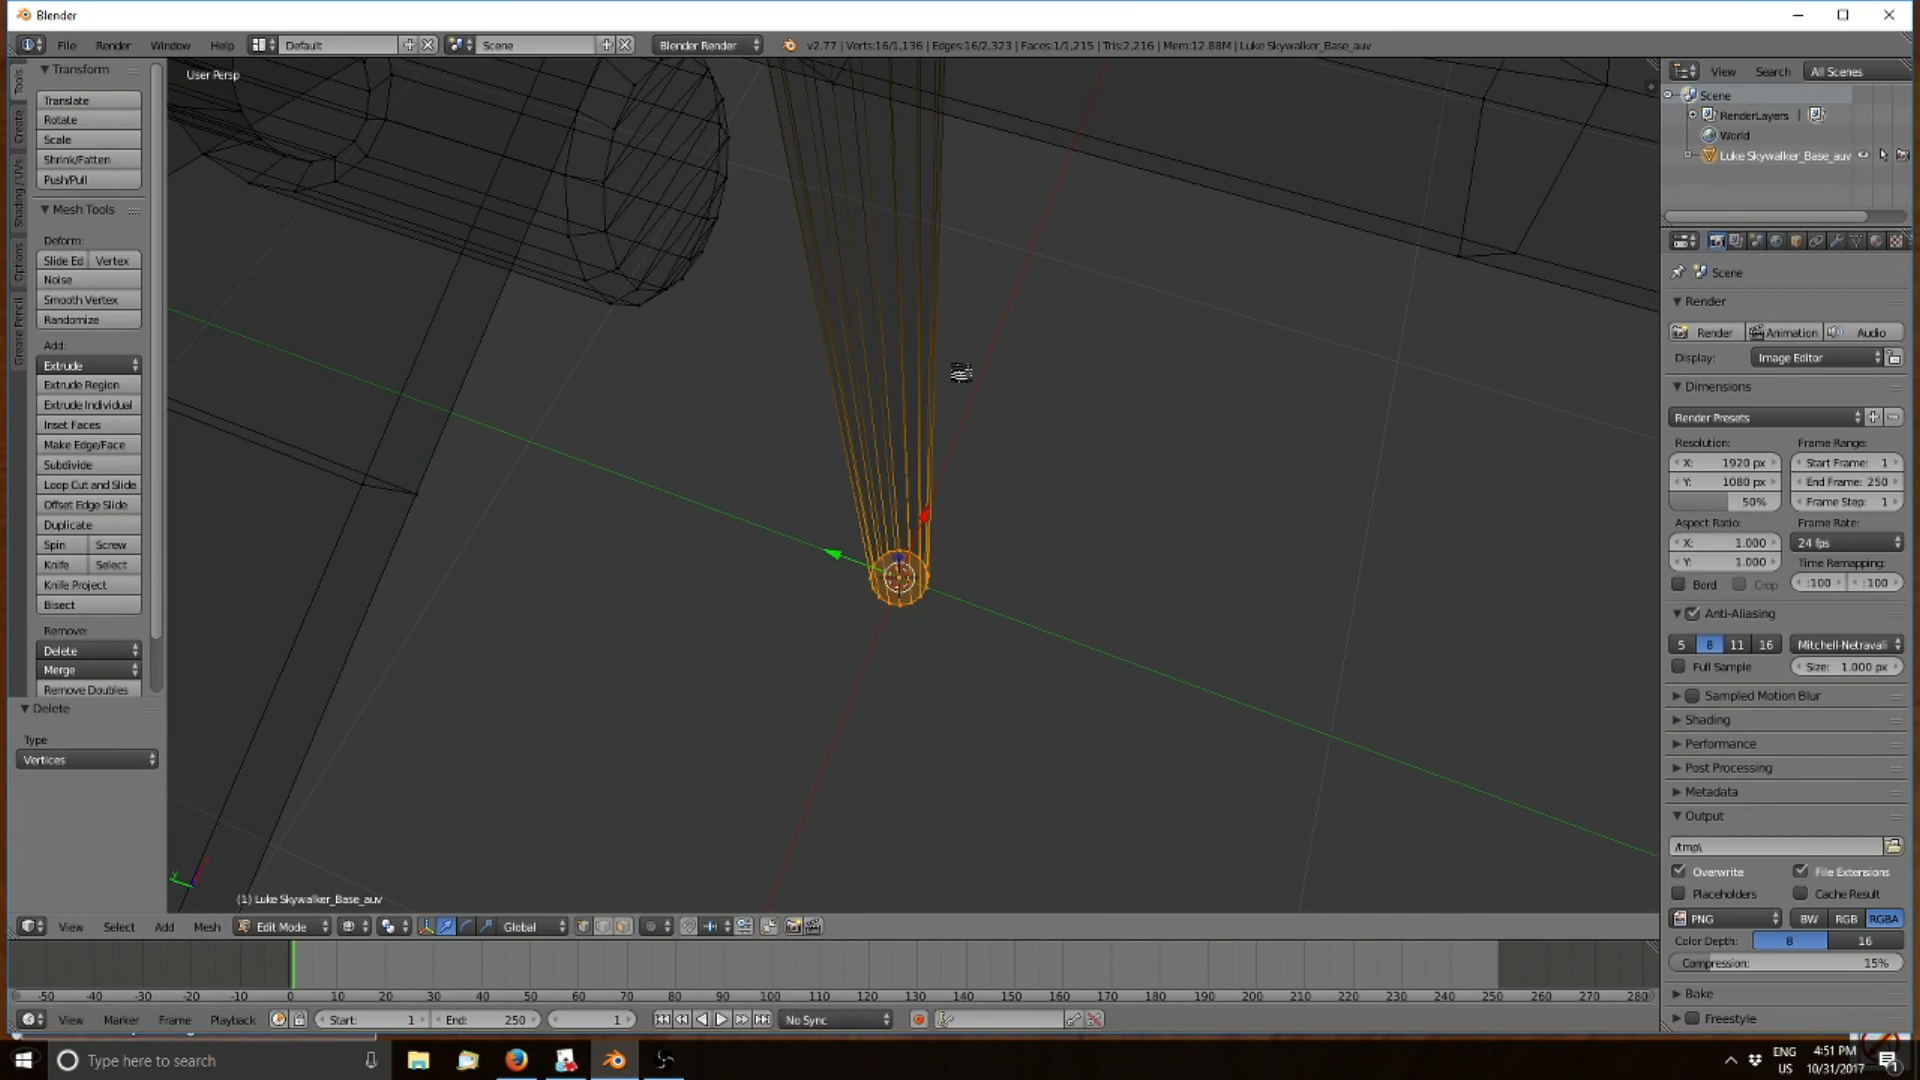 Blender
File Render Window Help Default Scene Blender Render v2.77 | Verts:16/1,136 | Edges:16/2,323 | Faces:1/1,215 | Tris:2,216 | Mem:12.88M | Luke Skywalker_Base_auv
Tools
Create
Shading / UVs
Options
Grease Pencil
Transform
Translate
Rotate
Scale
Shrink/Fatten
Push/Pull
Mesh Tools
Deform:
Slide Ed Vertex
Noise
Smooth Vertex
Randomize
Add:
Extrude
Extrude Region
Extrude Individual
Inset Faces
Make Edge/Face
Subdivide
Loop Cut and Slide
Offset Edge Slide
Duplicate
Spin Screw
Knife Select
Knife Project
Bisect
Remove:
Delete
Merge
Remove Doubles
Delete
Type
Vertices
User Persp
y
(1) Luke Skywalker_Base_auv
View Select Add Mesh Edit Mode Global
View Search All Scenes
Scene
RenderLayers |
World
Luke Skywalker_Base_auv
Scene
Render
Render Animation Audio
Display: Image Editor
Dimensions
Render Presets
Resolution: Frame Range:
X: 1920 px Start Frame: 1
Y: 1080 px End Frame: 250
50% Frame Step: 1
Aspect Ratio: Frame Rate:
X: 1.000 24 fps
Y: 1.000 Time Remapping:
Bord Crop :100 :100
Anti-Aliasing
5 8 11 16 Mitchell-Netravali
Full Sample Size: 1.000 px
Sampled Motion Blur
Shading
Performance
Post Processing
Metadata
Output
/tmp\
Overwrite File Extensions
Placeholders Cache Result
PNG BW RGB RGBA
Color Depth: 8 16
Compression: 15%
Bake
Freestyle
-50 -40 -30 -20 -10 0 10 20 30 40 50 60 70 80 90 100 110 120 130 140 150 160 170 180 190 200 210 220 230 240 250 260 270 280
View Marker Frame Playback Start: 1 End: 250 1 No Sync
Type here to search
ENG
US
4:51 PM
10/31/2017
1